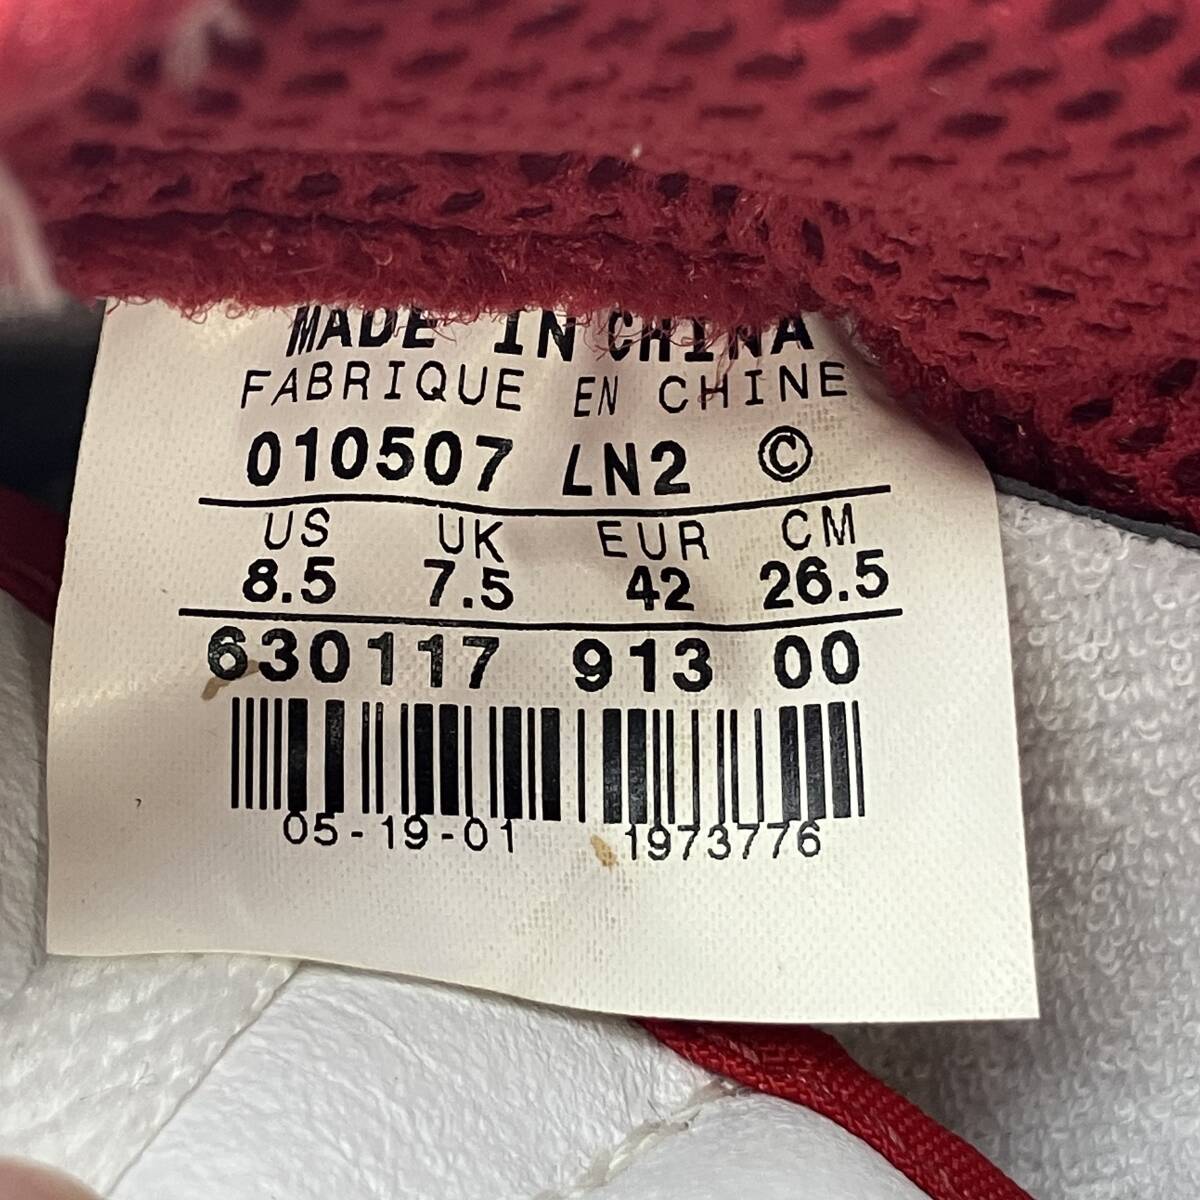 MADE IN CHINA
FABRIQUE EN CHINE
010507 LN2 ©
US UK EUR CM
8.5 7.5 42 26.5
630117 913 00
05-19-01 1973776